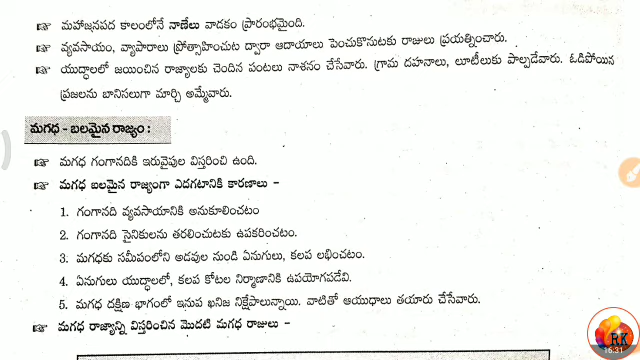 ☞ మహాజనపద కాలంలోనే నాణేలు వాడకం ప్రారంభమైంది.
☞ వ్యవసాయం, వ్యాపారాలు ప్రోత్సాహించుట ద్వారా ఆదాయాలు పెంచుకొనుటకు రాజులు ప్రయత్నించారు.
☞ యుద్ధాలలో జయించిన రాజ్యాలకు చెందిన పంటలు నాశనం చేసేవారు. గ్రామ దహనాలు, లూటీలుకు పాల్పడేవారు. ఓడిపోయిన
ప్రజలను బానిసలుగా మార్చి అమ్మేవారు.
మగధ - బలమైన రాజ్యం :
☞ మగధ గంగానదికి ఇరువైపుల విస్తరించి ఉంది.
☞ మగధ బలమైన రాజ్యంగా ఎదగటానికి కారణాలు -
1. గంగానది వ్యవసాయానికి అనుకూలించటం
2. గంగానది సైనికులను తరలించుటకు ఉపకరించటం.
3. మగధకు సమీపంలోని అడవుల నుండి ఏనుగులు, కలప లభించటం.
4. ఏనుగులు యుద్ధాలలో, కలప కోటల నిర్మాణానికి ఉపయోగపడేవి.
5. మగధ దక్షిణ భాగంలో ఇనుప ఖనిజ నిక్షేపాలున్నాయి. వాటితో ఆయుధాలు తయారు చేసేవారు.
☞ మగధ రాజ్యాన్ని విస్తరించిన మొదటి మగధ రాజులు -
RK
16:31